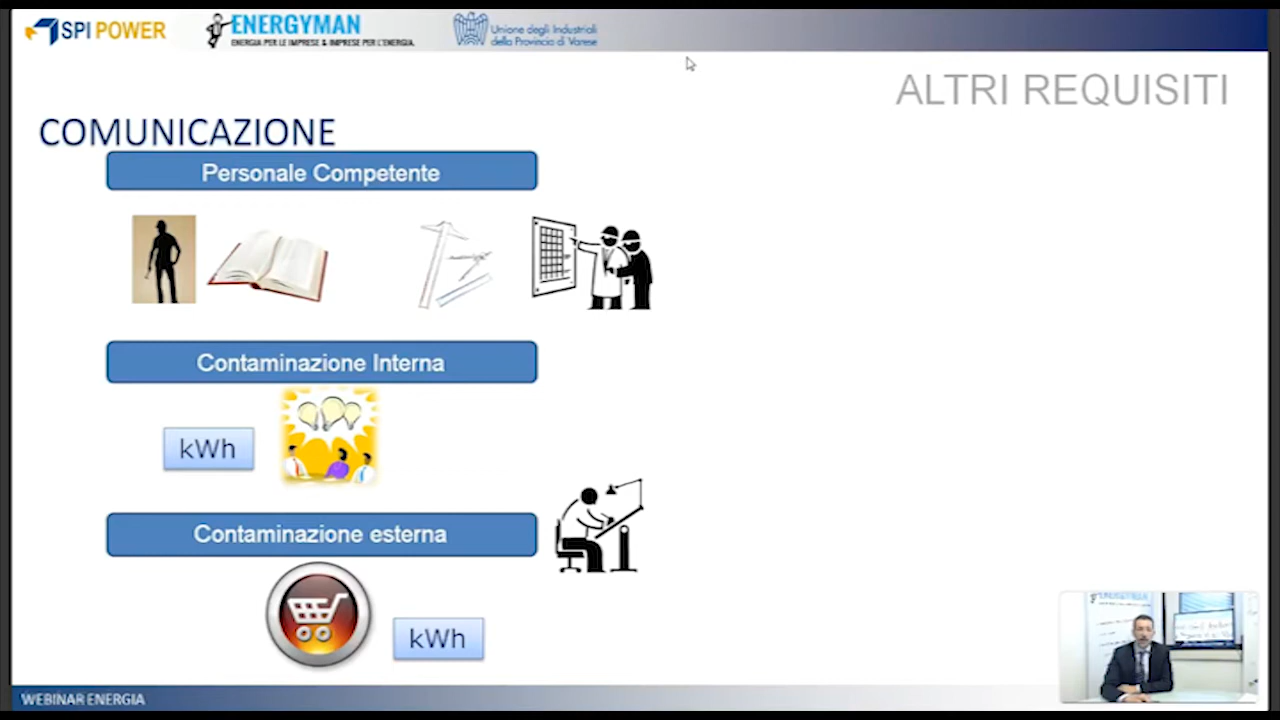 SPI POWER
ENERGYMAN
ENERGIA PER LE IMPRESE & IMPRESE PER L'ENERGIA.
Unione degli Industriali
della Provincia di Varese
ALTRI REQUISITI
COMUNICAZIONE
Personale Competente
Contaminazione Interna
kWh
Contaminazione esterna
kWh
ENERGYMAN
WEBINAR ENERGIA